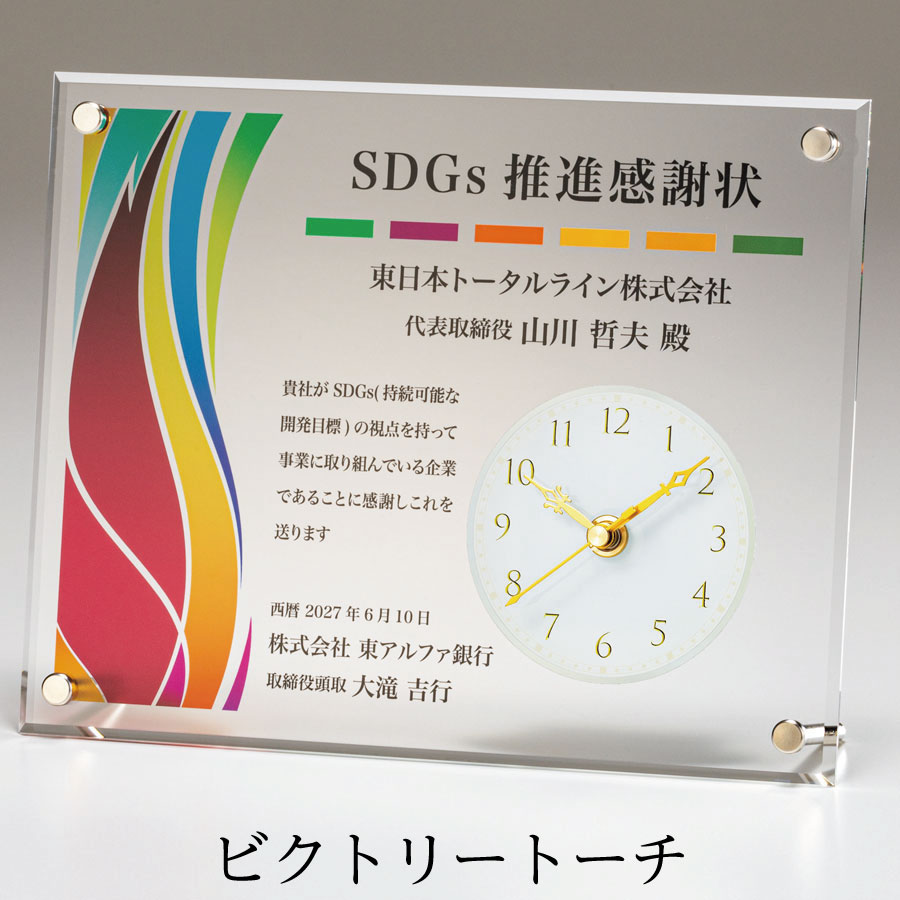 SDGs 推進感謝状
東日本トータルライン株式会社
代表取締役 山川 哲夫 殿
貴社が SDGs(持続可能な
開発目標)の視点を持って
事業に取り組んでいる企業
であることに感謝しこれを
送ります
西暦 2027 年 6 月 10 日
株式会社 東アルファ銀行
取締役頭取 大滝 吉行
12
1
2
3
4
5
6
7
8
9
10
ビクトリートーチ